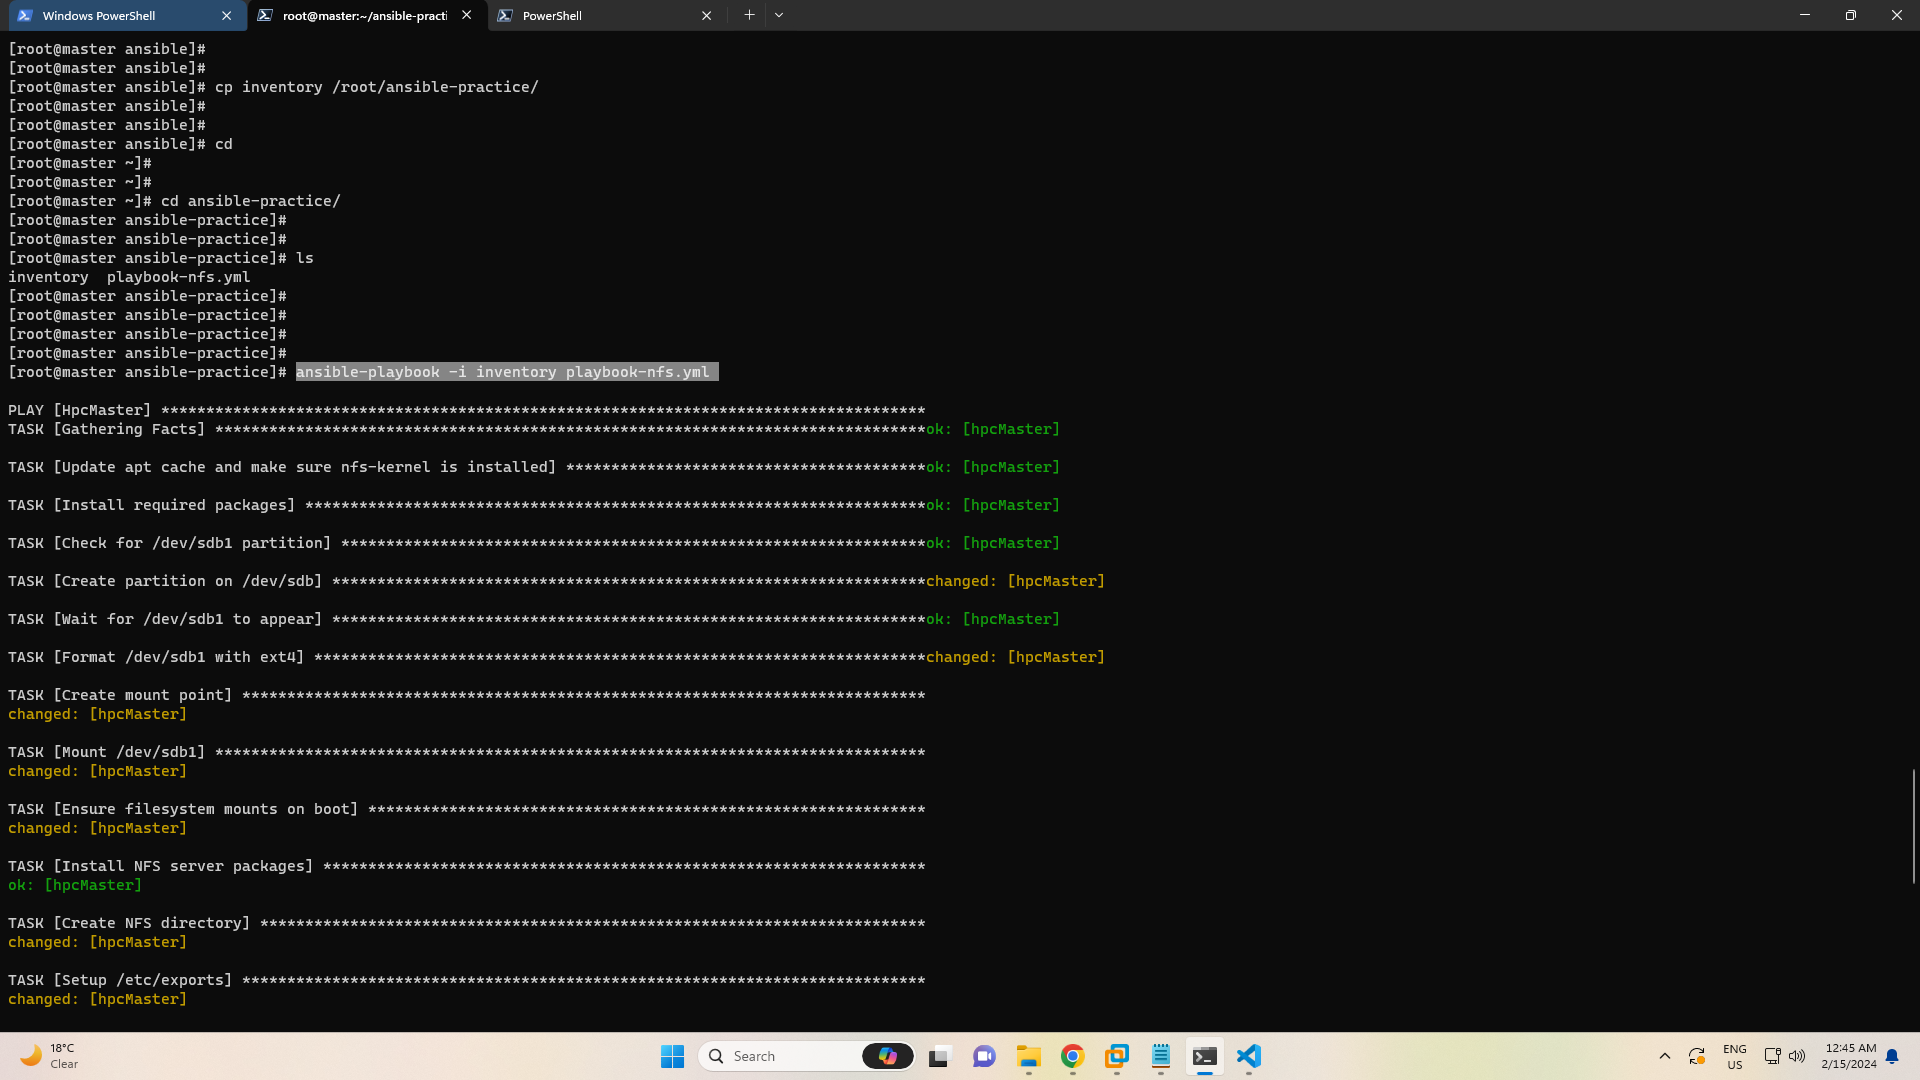 Windows PowerShell
root@master:~/ansible-practi
PowerShell
[root@master ansible]#
[root@master ansible]#
[root@master ansible]# cp inventory /root/ansible-practice/
[root@master ansible]#
[root@master ansible]#
[root@master ansible]# cd
[root@master ~]#
[root@master ~]#
[root@master ~]# cd ansible-practice/
[root@master ansible-practice]#
[root@master ansible-practice]#
[root@master ansible-practice]# ls
inventory  playbook-nfs.yml
[root@master ansible-practice]#
[root@master ansible-practice]#
[root@master ansible-practice]#
[root@master ansible-practice]#
[root@master ansible-practice]# ansible-playbook -i inventory playbook-nfs.yml
PLAY [HpcMaster] *************************************************************************************
TASK [Gathering Facts] *******************************************************************************ok: [hpcMaster]
TASK [Update apt cache and make sure nfs-kernel is installed] ****************************************ok: [hpcMaster]
TASK [Install required packages] *********************************************************************ok: [hpcMaster]
TASK [Check for /dev/sdb1 partition] *****************************************************************ok: [hpcMaster]
TASK [Create partition on /dev/sdb] ******************************************************************changed: [hpcMaster]
TASK [Wait for /dev/sdb1 to appear] ******************************************************************ok: [hpcMaster]
TASK [Format /dev/sdb1 with ext4] ********************************************************************changed: [hpcMaster]
TASK [Create mount point] ****************************************************************************
changed: [hpcMaster]
TASK [Mount /dev/sdb1] *******************************************************************************
changed: [hpcMaster]
TASK [Ensure filesystem mounts on boot] **************************************************************
changed: [hpcMaster]
TASK [Install NFS server packages] *******************************************************************
ok: [hpcMaster]
TASK [Create NFS directory] **************************************************************************
changed: [hpcMaster]
TASK [Setup /etc/exports] ****************************************************************************
changed: [hpcMaster]
18°C
Clear
Search
ENG
US
12:45 AM
2/15/2024